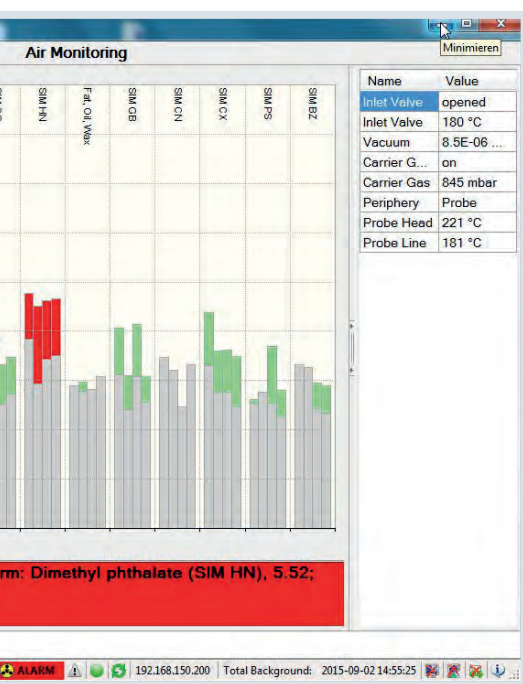 Minimieren
Air Monitoring
SIM HN
Fat, Oil, Wax
SIM GB
SIM CN
SIM CX
SIM PS
SIM BZ
Name Value
Inlet Valve opened
Inlet Valve 180 °C
Vacuum 8.5E-06 ...
Carrier G... on
Carrier Gas 845 mbar
Periphery Probe
Probe Head 221 °C
Probe Line 181 °C
rm: Dimethyl phthalate (SIM HN), 5.52;
ALARM 192.168.150.200 Total Background: 2015-09-02 14:55:25